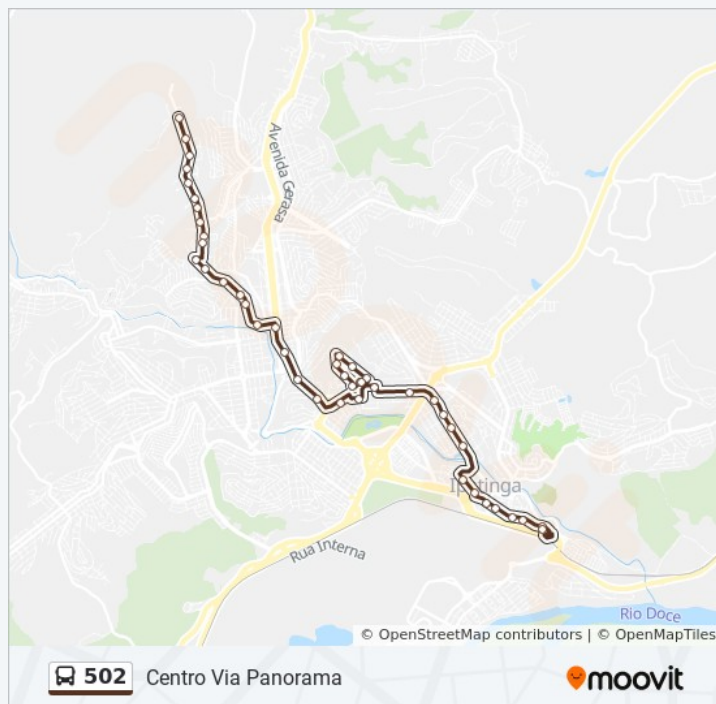 Avenida Gerasa
Ipatinga
Rua Interna
Rio Doce
© OpenStreetMap contributors | © OpenMapTiles
502 Centro Via Panorama
moovit